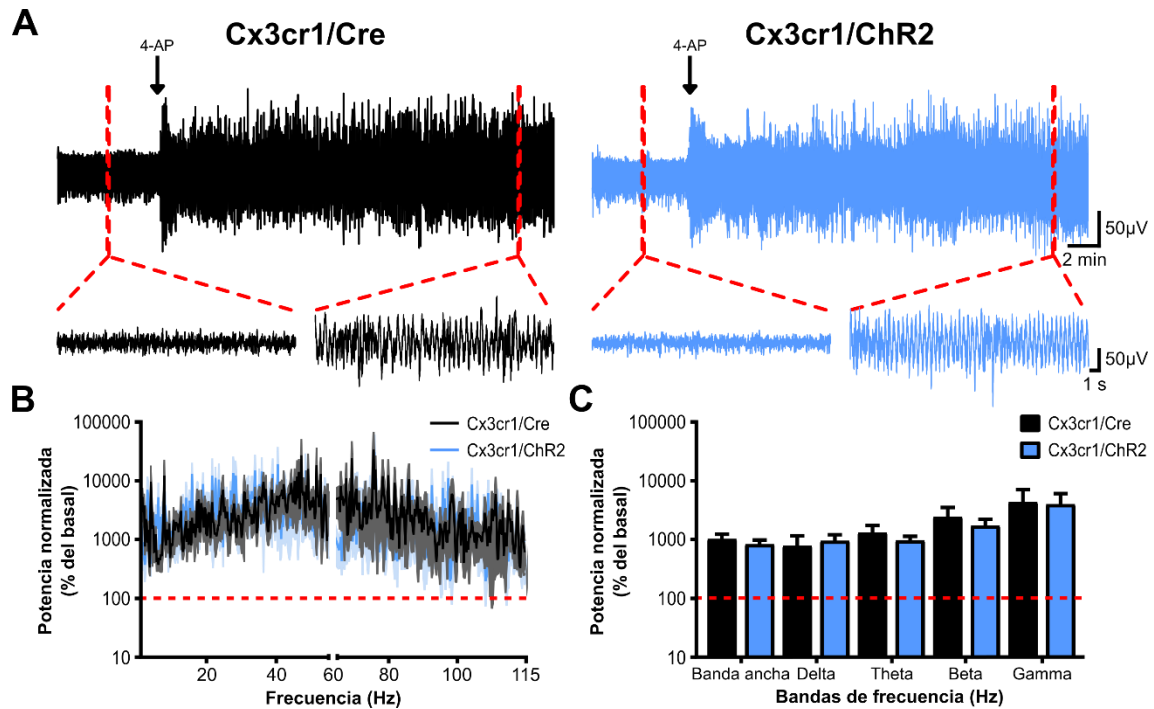 A
Cx3cr1/Cre
Cx3cr1/ChR2
4-AP
4-AP
50µV
2 min
50µV
1 s
B
100000
10000
1000
100
10
Potencia normalizada
(% del basal)
Cx3cr1/Cre
Cx3cr1/ChR2
20
40
60
80
100
115
Frecuencia (Hz)
C
100000
10000
1000
100
10
Potencia normalizada
(% del basal)
Cx3cr1/Cre
Cx3cr1/ChR2
Banda ancha
Delta
Theta
Beta
Gamma
Bandas de frecuencia (Hz)